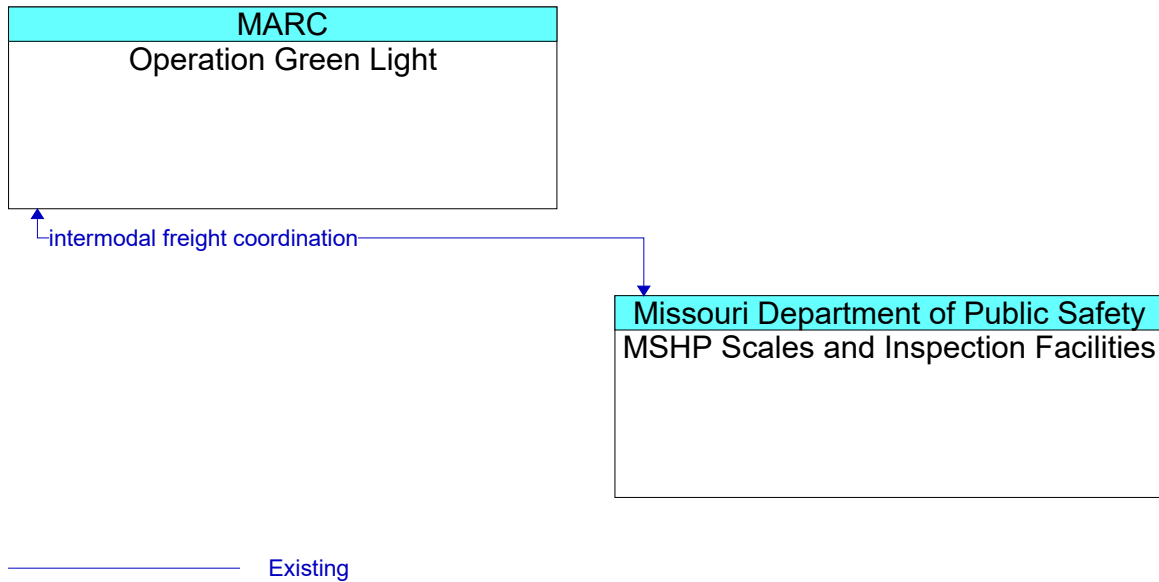 MARC
Operation Green Light
intermodal freight coordination
Missouri Department of Public Safety
MSHP Scales and Inspection Facilities
Existing